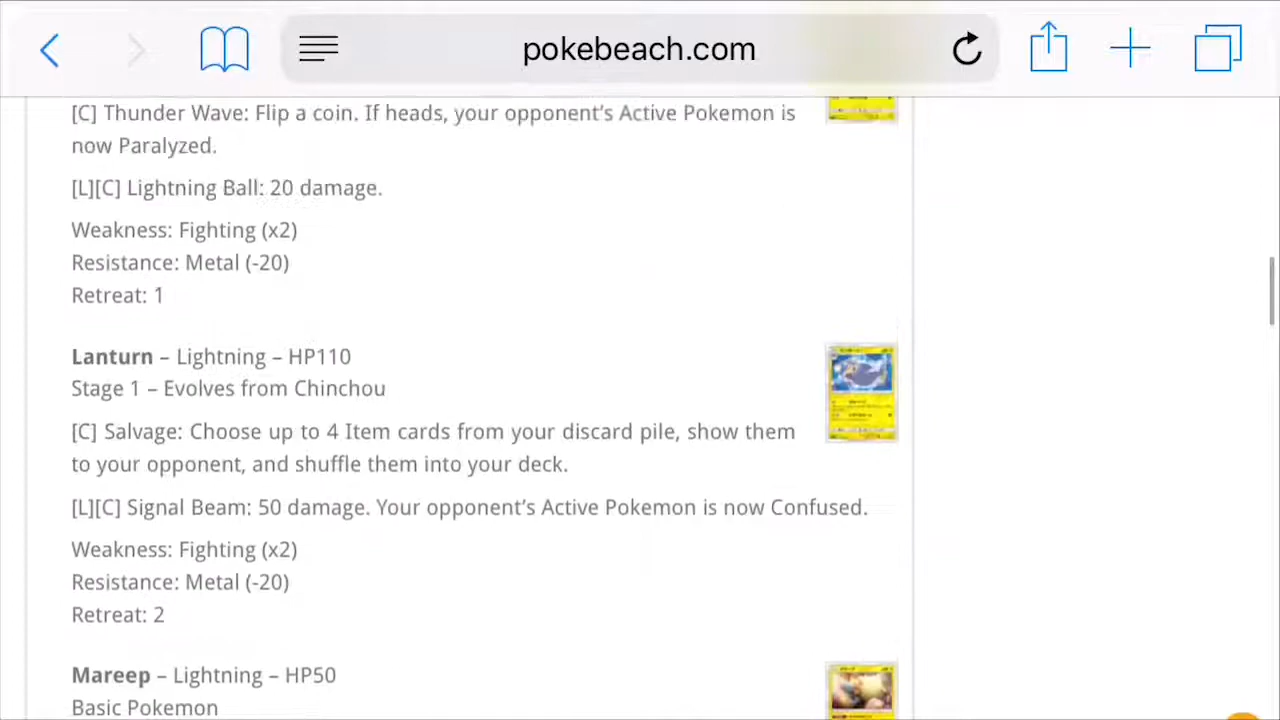 pokebeach.com
[C] Thunder Wave: Flip a coin. If heads, your opponent’s Active Pokemon is
now Paralyzed.
[L][C] Lightning Ball: 20 damage.
Weakness: Fighting (x2)
Resistance: Metal (-20)
Retreat: 1
Lanturn – Lightning – HP110
Stage 1 – Evolves from Chinchou
[C] Salvage: Choose up to 4 Item cards from your discard pile, show them
to your opponent, and shuffle them into your deck.
[L][C] Signal Beam: 50 damage. Your opponent’s Active Pokemon is now Confused.
Weakness: Fighting (x2)
Resistance: Metal (-20)
Retreat: 2
Mareep – Lightning – HP50
Basic Pokemon